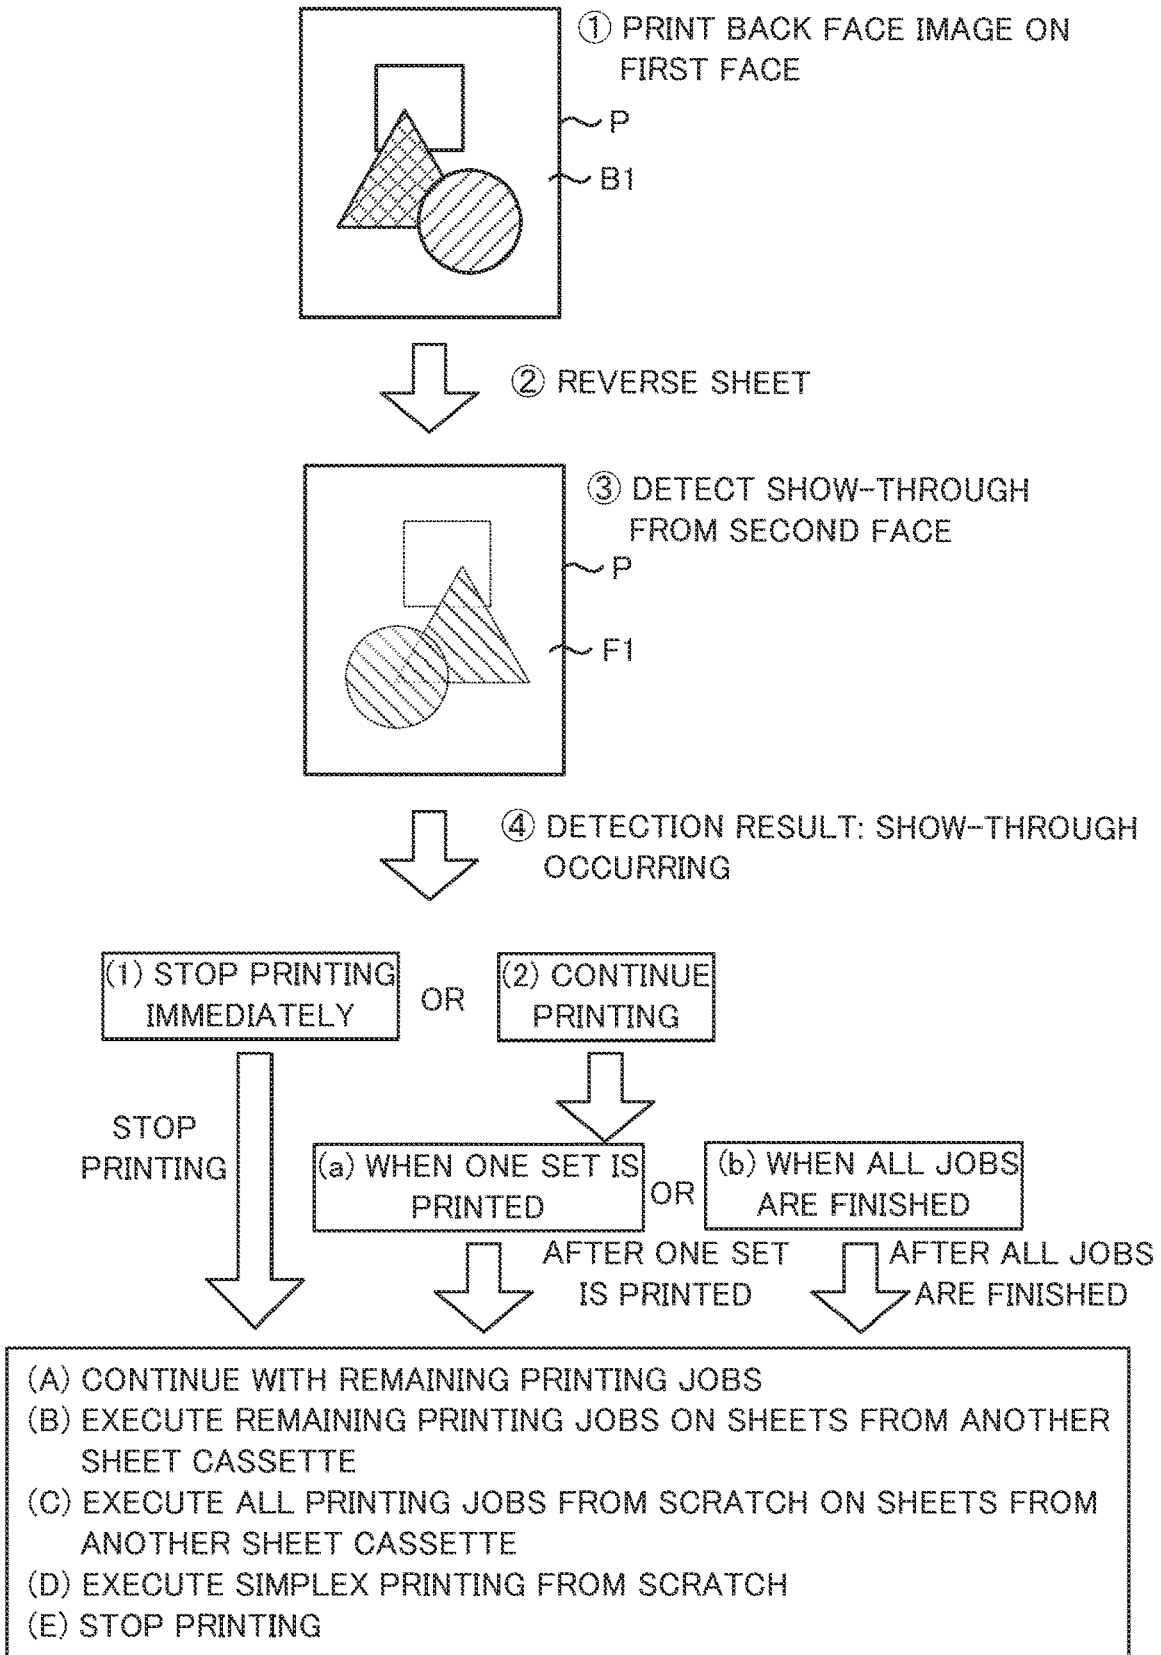 ① PRINT BACK FACE IMAGE ON
FIRST FACE
P
B1
② REVERSE SHEET
③ DETECT SHOW-THROUGH
FROM SECOND FACE
P
F1
④ DETECTION RESULT: SHOW-THROUGH
OCCURRING
(1) STOP PRINTING
IMMEDIATELY
OR
(2) CONTINUE
PRINTING
STOP
PRINTING
(a) WHEN ONE SET IS
PRINTED
OR
(b) WHEN ALL JOBS
ARE FINISHED
AFTER ONE SET
IS PRINTED
AFTER ALL JOBS
ARE FINISHED
(A) CONTINUE WITH REMAINING PRINTING JOBS
(B) EXECUTE REMAINING PRINTING JOBS ON SHEETS FROM ANOTHER
SHEET CASSETTE
(C) EXECUTE ALL PRINTING JOBS FROM SCRATCH ON SHEETS FROM
ANOTHER SHEET CASSETTE
(D) EXECUTE SIMPLEX PRINTING FROM SCRATCH
(E) STOP PRINTING